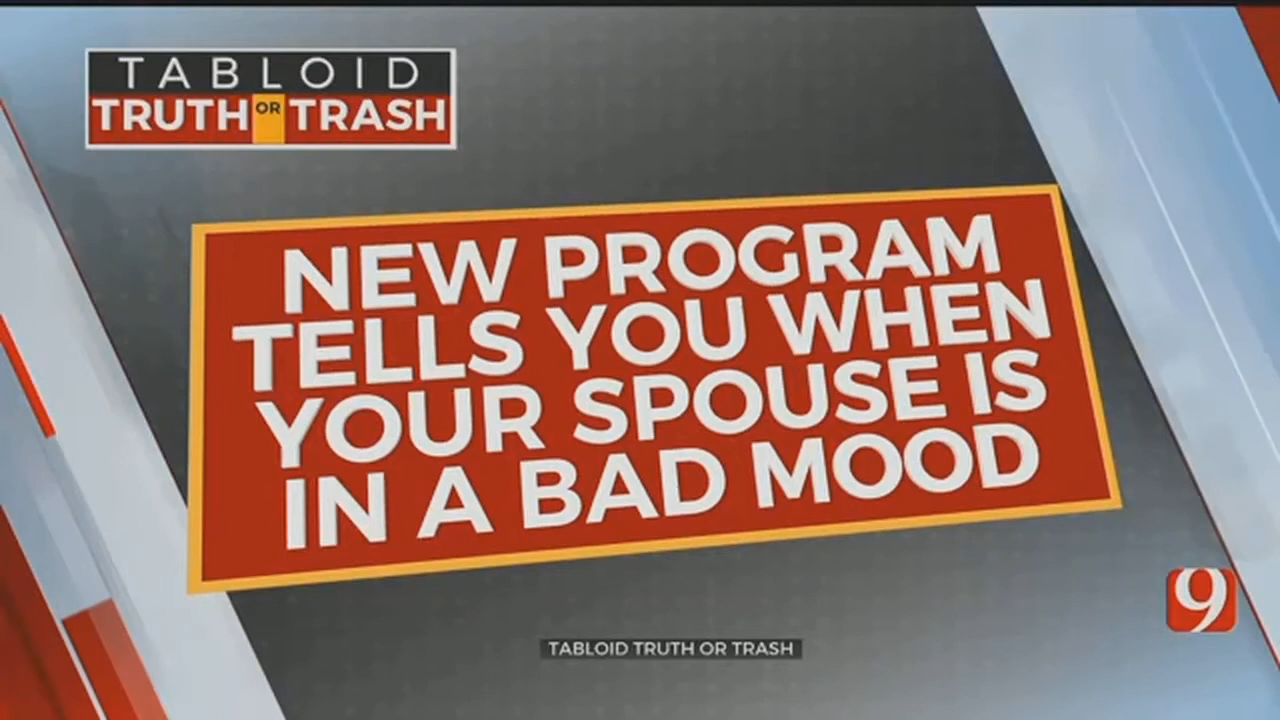 TABLOID
TRUTH OR TRASH
NEW PROGRAM
TELLS YOU WHEN
YOUR SPOUSE IS
IN A BAD MOOD
9
TABLOID TRUTH OR TRASH